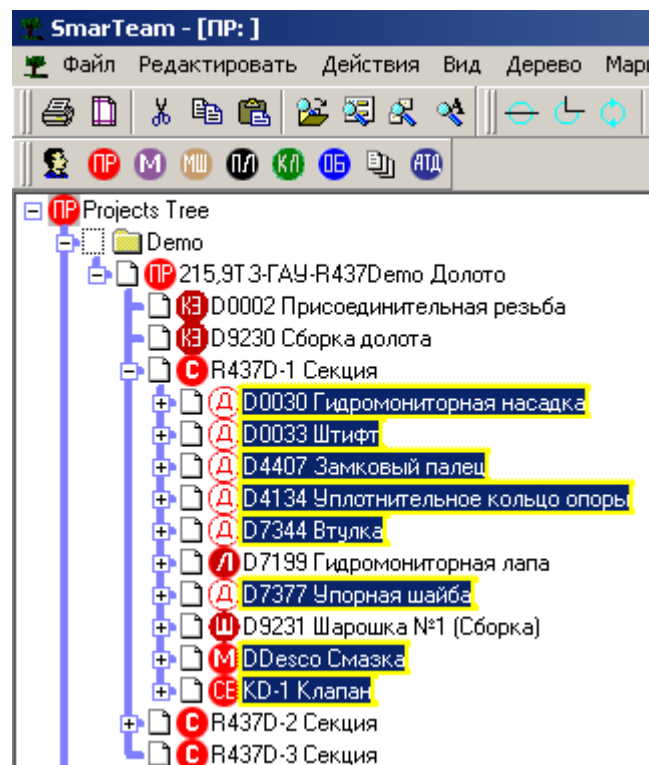 SmarTeam - [ПР: ]
Файл Редактировать Действия Вид Дерево
ПР М МШ ПЛ КЛ ОБ АТД
ПР Projects Tree
Demo
ПР 215,9ТЗ-ГАУ-R437Demo Долото
КЭ D0002 Присоединительная резьба
КЭ D9230 Сборка долота
С R437D-1 Секция
Д D0030 Гидромониторная насадка
Д D0033 Штифт
Д D4407 Замковый палец
Д D4134 Уплотнительное кольцо опоры
Д D7344 Втулка
Л D7199 Гидромониторная лапа
Д D7377 Упорная шайба
Ш D9231 Шарошка №1 (Сборка)
М DDesco Смазка
СБ KD-1 Клапан
С R437D-2 Секция
С R437D-3 Секция